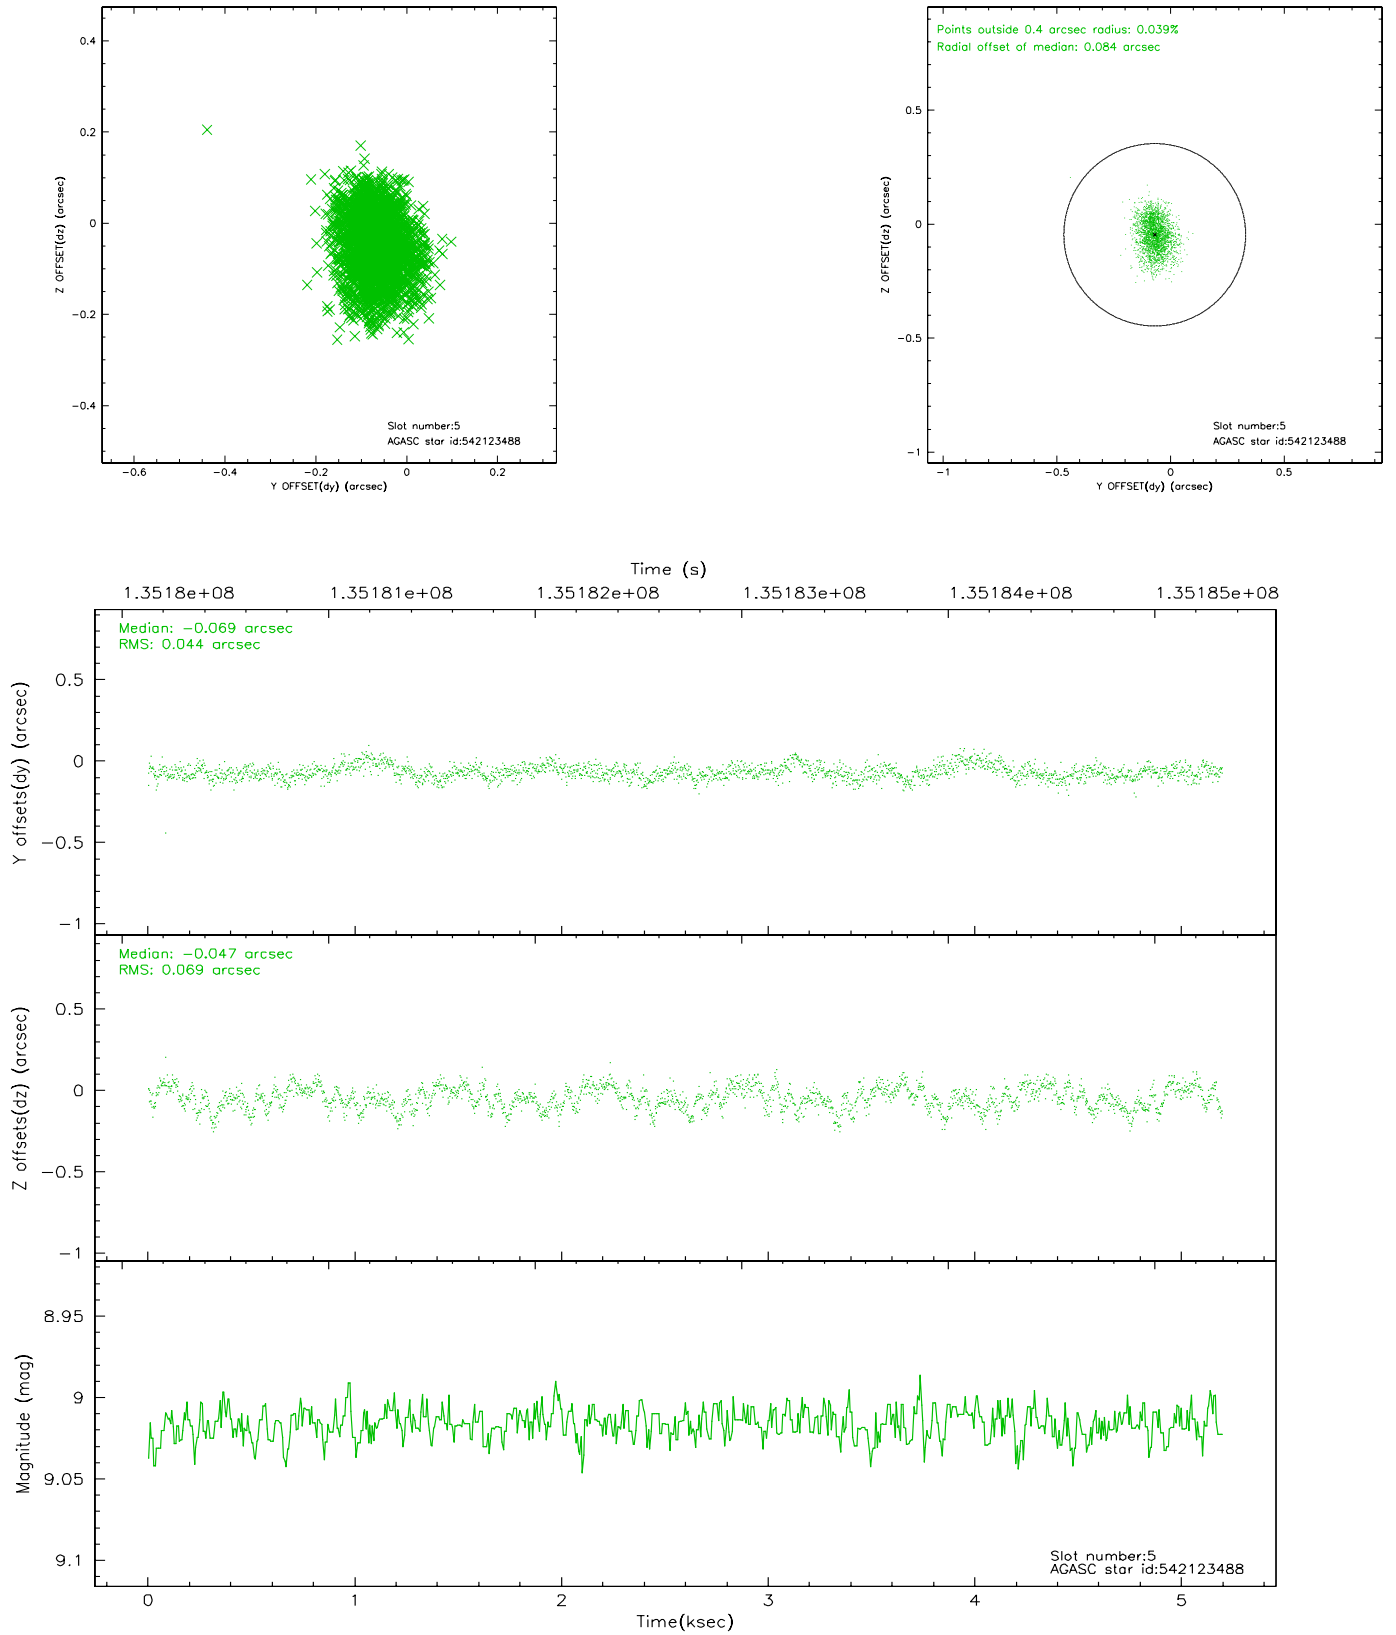 0.4
0.2
0
−0.2
−0.4
Z OFFSET(dz) (arcsec)
Slot number:5
AGASC star id:542123488
−0.6
−0.4
−0.2
0
0.2
Y OFFSET(dy) (arcsec)
Points outside 0.4 arcsec radius: 0.039%
Radial offset of median: 0.084 arcsec
0.5
0
−0.5
−1
Z OFFSET(dz) (arcsec)
Slot number:5
AGASC star id:542123488
−1
−0.5
0
0.5
Y OFFSET(dy) (arcsec)
Time (s)
1.3518e+08
1.35181e+08
1.35182e+08
1.35183e+08
1.35184e+08
1.35185e+08
Median: −0.069 arcsec
RMS: 0.044 arcsec
0.5
0
−0.5
−1
Y offsets(dy) (arcsec)
Median: −0.047 arcsec
RMS: 0.069 arcsec
0.5
0
−0.5
−1
Z offsets(dz) (arcsec)
8.95
9
9.05
9.1
Magnitude (mag)
Slot number:5
AGASC star id:542123488
0
1
2
3
4
5
Time(ksec)